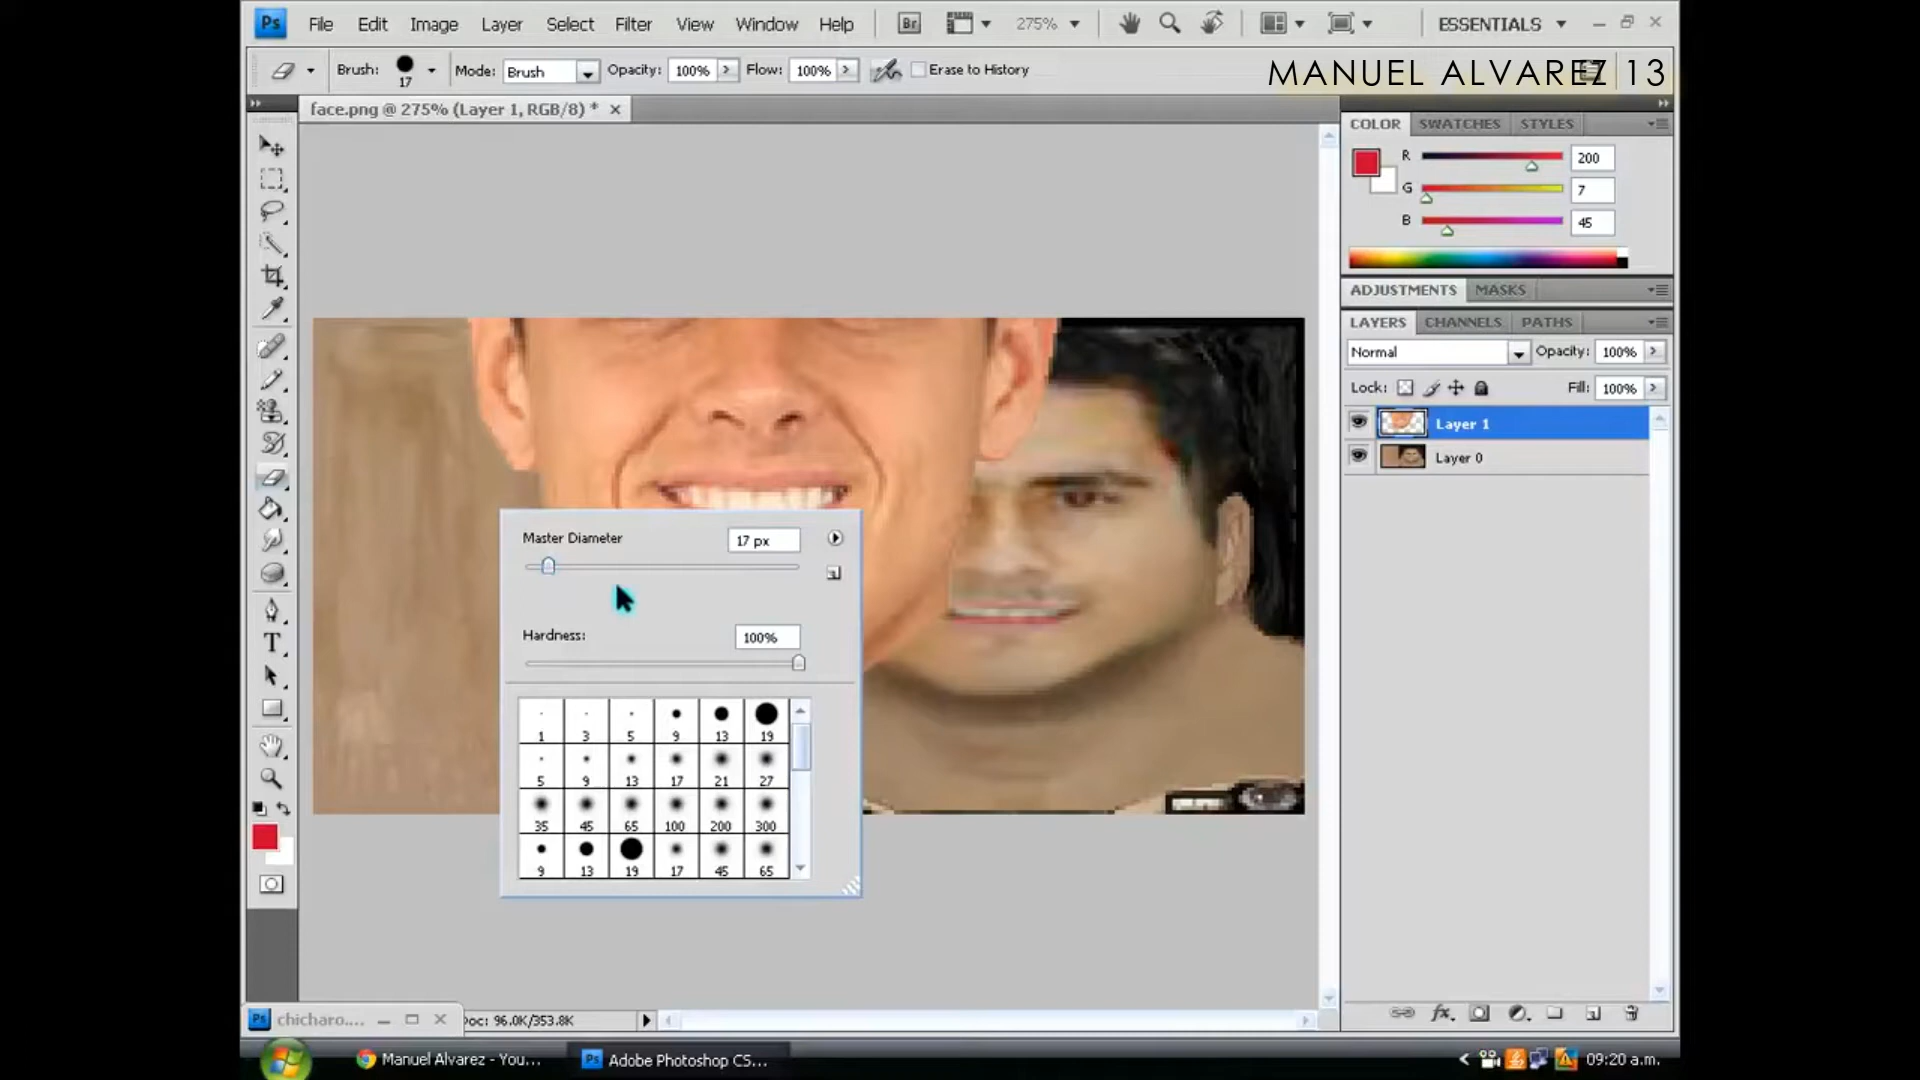 Ps File Edit Image Layer Select Filter View Window Help Br 275% ESSENTIALS
Brush: 17 Mode: Brush Opacity: 100% Flow: 100% Erase to History
MANUEL ALVAREZ 13
face.png @ 275% (Layer 1, RGB/8) *
COLOR SWATCHES STYLES
R 200
G 7
B 45
ADJUSTMENTS MASKS
LAYERS CHANNELS PATHS
Normal Opacity: 100%
Lock: Fill: 100%
Layer 1
Layer 0
Master Diameter 17 px
Hardness: 100%
1 3 5 9 13 19
5 9 13 17 21 27
35 45 65 100 200 300
9 13 19 17 45 65
T
fx
Ps chicharo.... Doc: 96.0K/353.8K
Manuel Alvarez - You... Ps Adobe Photoshop CS... 09:20 a.m.